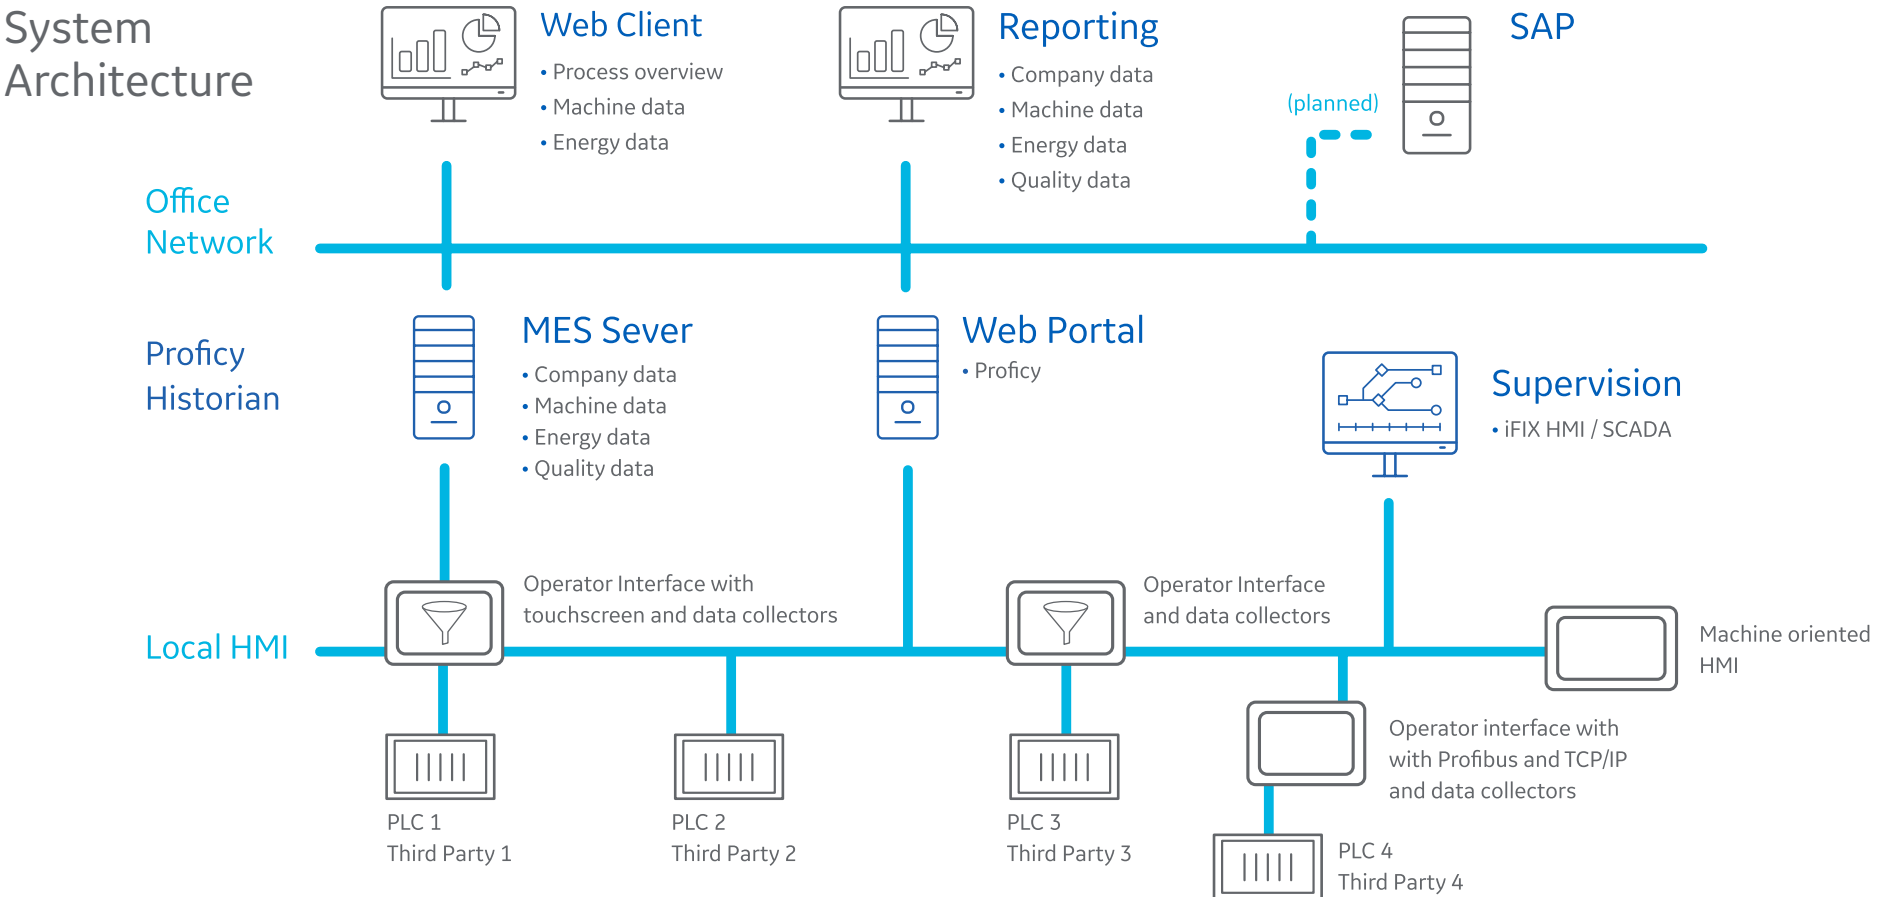 System
Architecture
Web Client
• Process overview
• Machine data
• Energy data
Reporting
• Company data
• Machine data
• Energy data
• Quality data
(planned)
SAP
Office
Network
Proficy
Historian
MES Sever
• Company data
• Machine data
• Energy data
• Quality data
Web Portal
• Proficy
Supervision
• iFIX HMI / SCADA
Local HMI
Operator Interface with
touchscreen and data collectors
Operator Interface
and data collectors
Machine oriented
HMI
Operator interface with
with Profibus and TCP/IP
and data collectors
PLC 1
Third Party 1
PLC 2
Third Party 2
PLC 3
Third Party 3
PLC 4
Third Party 4